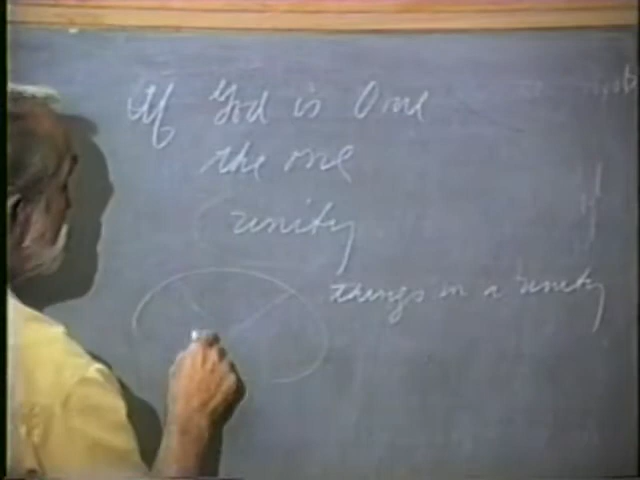 If God is One
the one
unity
things in a unity